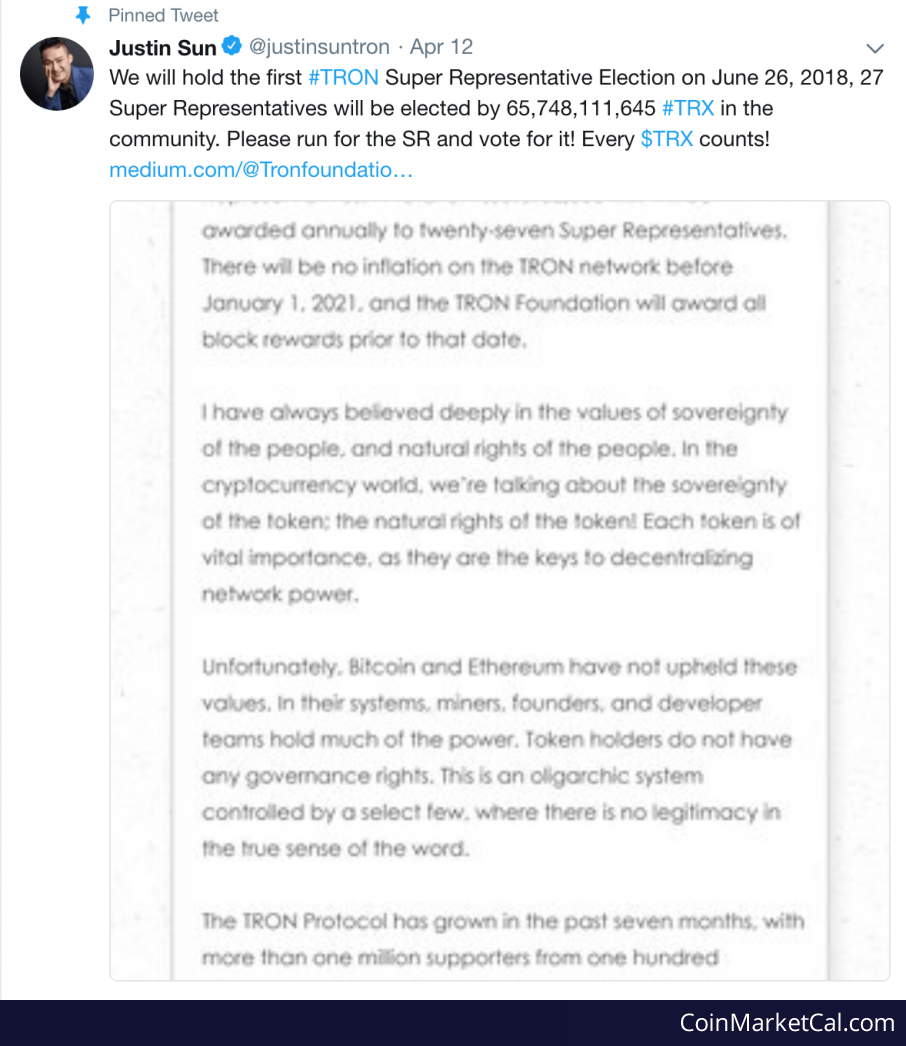 Pinned Tweet
Justin Sun @justinsuntron · Apr 12
We will hold the first #TRON Super Representative Election on June 26, 2018, 27
Super Representatives will be elected by 65,748,111,645 #TRX in the
community. Please run for the SR and vote for it! Every $TRX counts!
medium.com/@Tronfoundatio…
awarded annually to twenty-seven Super Representatives.
There will be no inflation on the TRON network before
January 1, 2021, and the TRON Foundation will award all
block rewards prior to that date.
I have always believed deeply in the values of sovereignty
of the people, and natural rights of the people. In the
cryptocurrency world, we're talking about the sovereignty
of the token; the natural rights of the token! Each token is of
vital importance, as they are the keys to decentralizing
network power.
Unfortunately, Bitcoin and Ethereum have not upheld these
values. In their systems, miners, founders, and developer
teams hold much of the power. Token holders do not have
any governance rights. This is an oligarchic system
controlled by a select few, where there is no legitimacy in
the true sense of the word.
The TRON Protocol has grown in the past seven months, with
more than one million supporters from one hundred
CoinMarketCal.com